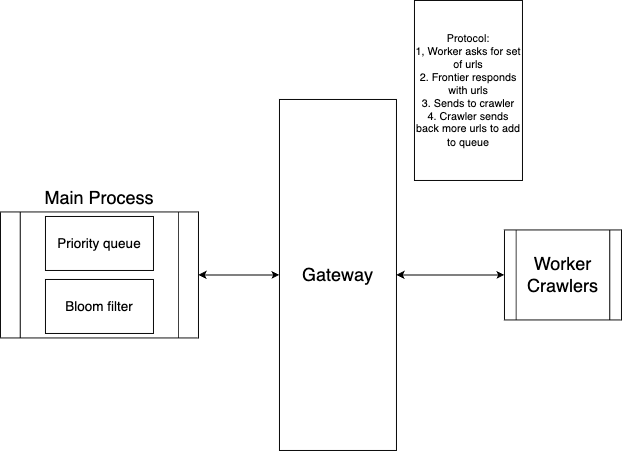 Protocol:
1, Worker asks for set
of urls
2. Frontier responds
with urls
3. Sends to crawler
4. Crawler sends
back more urls to add
to queue
Main Process
Priority queue
Bloom filter
Gateway
Worker
Crawlers